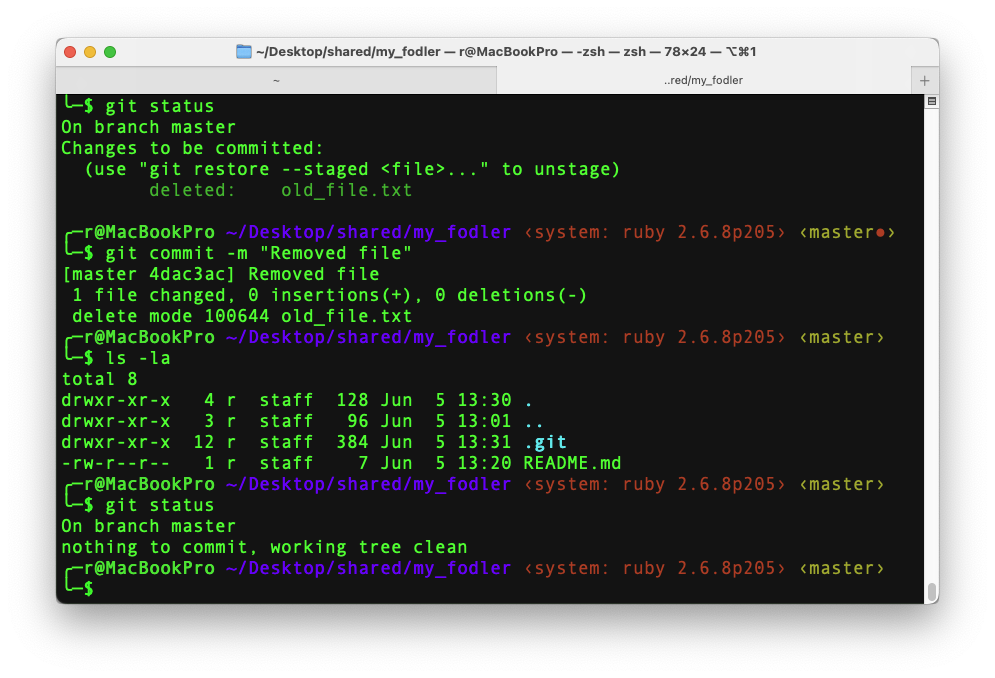 ~/Desktop/shared/my_fodler — r@MacBookPro — -zsh — zsh — 78×24 — ⌥⌘1
~
..red/my_fodler
+
╰─$ git status
On branch master
Changes to be committed:
  (use "git restore --staged <file>..." to unstage)
        deleted:    old_file.txt

╭─r@MacBookPro ~/Desktop/shared/my_fodler ‹system: ruby 2.6.8p205› ‹master●›
╰─$ git commit -m "Removed file"
[master 4dac3ac] Removed file
 1 file changed, 0 insertions(+), 0 deletions(-)
 delete mode 100644 old_file.txt
╭─r@MacBookPro ~/Desktop/shared/my_fodler ‹system: ruby 2.6.8p205› ‹master›
╰─$ ls -la
total 8
drwxr-xr-x   4 r  staff  128 Jun  5 13:30 .
drwxr-xr-x   3 r  staff   96 Jun  5 13:01 ..
drwxr-xr-x  12 r  staff  384 Jun  5 13:31 .git
-rw-r--r--   1 r  staff    7 Jun  5 13:20 README.md
╭─r@MacBookPro ~/Desktop/shared/my_fodler ‹system: ruby 2.6.8p205› ‹master›
╰─$ git status
On branch master
nothing to commit, working tree clean
╭─r@MacBookPro ~/Desktop/shared/my_fodler ‹system: ruby 2.6.8p205› ‹master›
╰─$